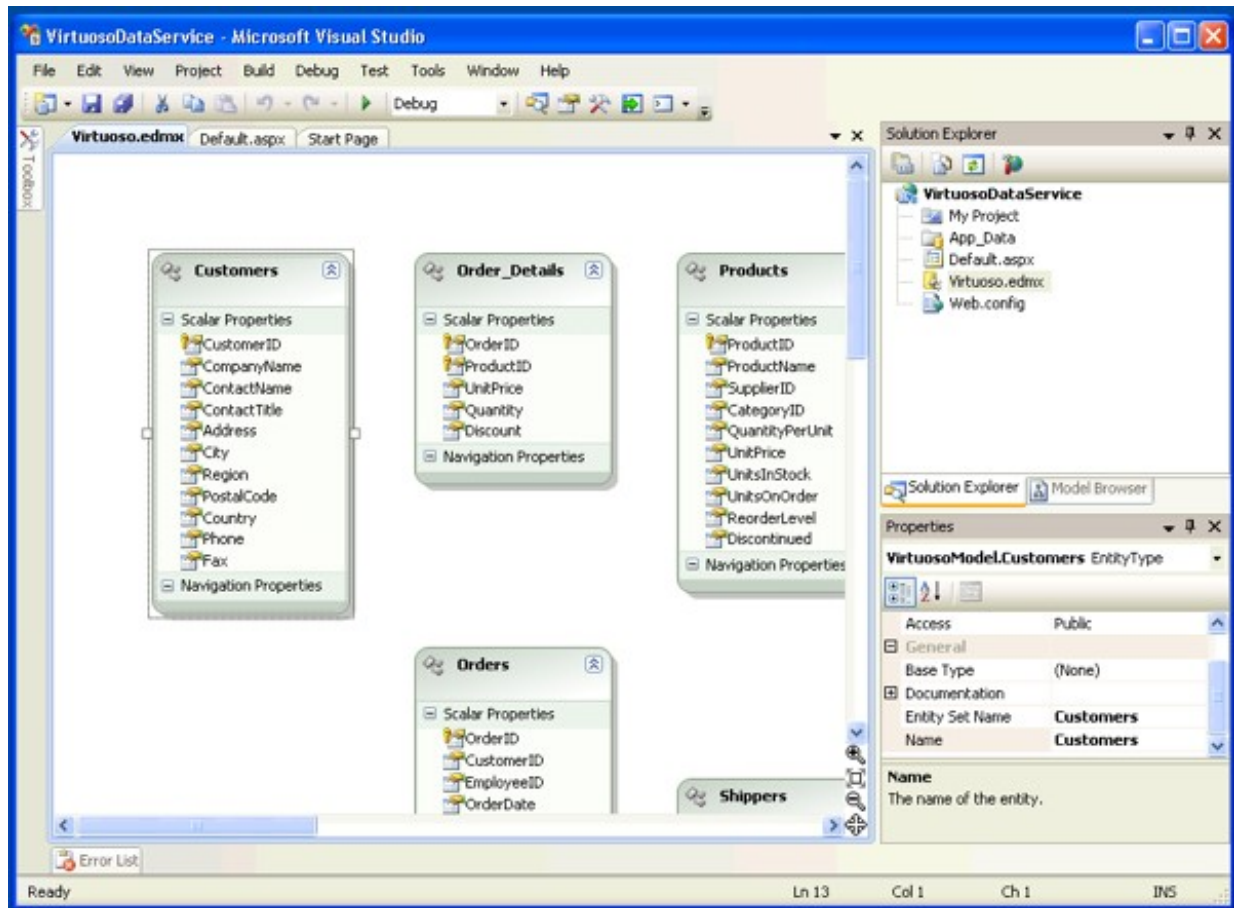 VirtuosoDataService - Microsoft Visual Studio
File Edit View Project Build Debug Test Tools Window Help
Debug
Toolbox
Virtuoso.edmx Default.aspx Start Page
Customers
Scalar Properties
CustomerID
CompanyName
ContactName
ContactTitle
Address
City
Region
PostalCode
Country
Phone
Fax
Navigation Properties
Order_Details
Scalar Properties
OrderID
ProductID
UnitPrice
Quantity
Discount
Navigation Properties
Products
Scalar Properties
ProductID
ProductName
SupplierID
CategoryID
QuantityPerUnit
UnitPrice
UnitsInStock
UnitsOnOrder
ReorderLevel
Discontinued
Navigation Properties
Orders
Scalar Properties
OrderID
CustomerID
EmployeeID
OrderDate
Shippers
Solution Explorer
VirtuosoDataService
My Project
App_Data
Default.aspx
Virtuoso.edmx
Web.config
Solution Explorer Model Browser
Properties
VirtuosoModel.Customers EntityType
Access Public
General
Base Type (None)
Documentation
Entity Set Name Customers
Name Customers
Name
The name of the entity.
Error List
Ready Ln 13 Col 1 Ch 1 INS